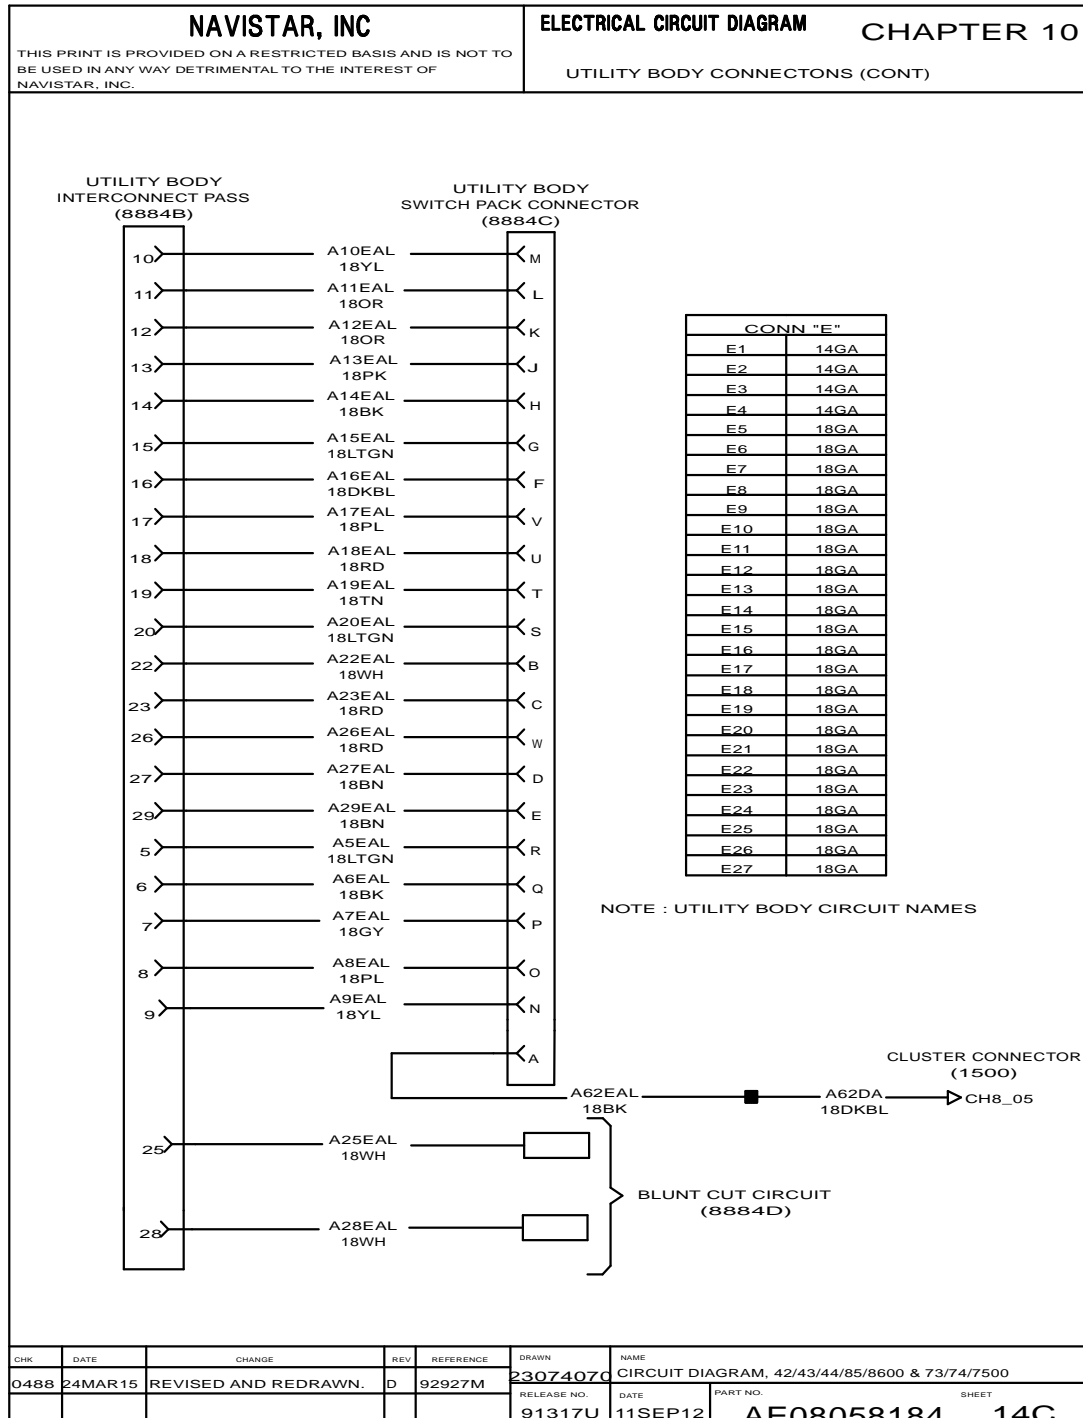 NAVISTAR, INC
THIS PRINT IS PROVIDED ON A RESTRICTED BASIS AND IS NOT TO
BE USED IN ANY WAY DETRIMENTAL TO THE INTEREST OF
NAVISTAR, INC.
ELECTRICAL CIRCUIT DIAGRAM
CHAPTER 10
UTILITY BODY CONNECTONS (CONT)
UTILITY BODY
INTERCONNECT PASS
(8884B)
UTILITY BODY
SWITCH PACK CONNECTOR
(8884C)
10 A10EAL M
18YL
11 A11EAL L
18OR
12 A12EAL K
18OR
13 A13EAL J
18PK
14 A14EAL H
18BK
15 A15EAL G
18LTGN
16 A16EAL F
18DKBL
17 A17EAL V
18PL
18 A18EAL U
18RD
19 A19EAL T
18TN
20 A20EAL S
18LTGN
22 A22EAL B
18WH
23 A23EAL C
18RD
26 A26EAL W
18RD
27 A27EAL D
18BN
29 A29EAL E
18BN
5 A5EAL R
18LTGN
6 A6EAL Q
18BK
7 A7EAL P
18GY
8 A8EAL O
18PL
9 A9EAL N
18YL
A
CONN "E"
E1 14GA
E2 14GA
E3 14GA
E4 14GA
E5 18GA
E6 18GA
E7 18GA
E8 18GA
E9 18GA
E10 18GA
E11 18GA
E12 18GA
E13 18GA
E14 18GA
E15 18GA
E16 18GA
E17 18GA
E18 18GA
E19 18GA
E20 18GA
E21 18GA
E22 18GA
E23 18GA
E24 18GA
E25 18GA
E26 18GA
E27 18GA
NOTE : UTILITY BODY CIRCUIT NAMES
CLUSTER CONNECTOR
(1500)
A62EAL A62DA CH8_05
18BK 18DKBL
25 A25EAL
18WH
28 A28EAL
18WH
BLUNT CUT CIRCUIT
(8884D)
CHK DATE CHANGE REV REFERENCE
0488 24MAR15 REVISED AND REDRAWN. D 92927M
DRAWN NAME
23074070 CIRCUIT DIAGRAM, 42/43/44/85/8600 & 73/74/7500
RELEASE NO. DATE PART NO. SHEET
91317U 11SEP12 AF08058184 14C